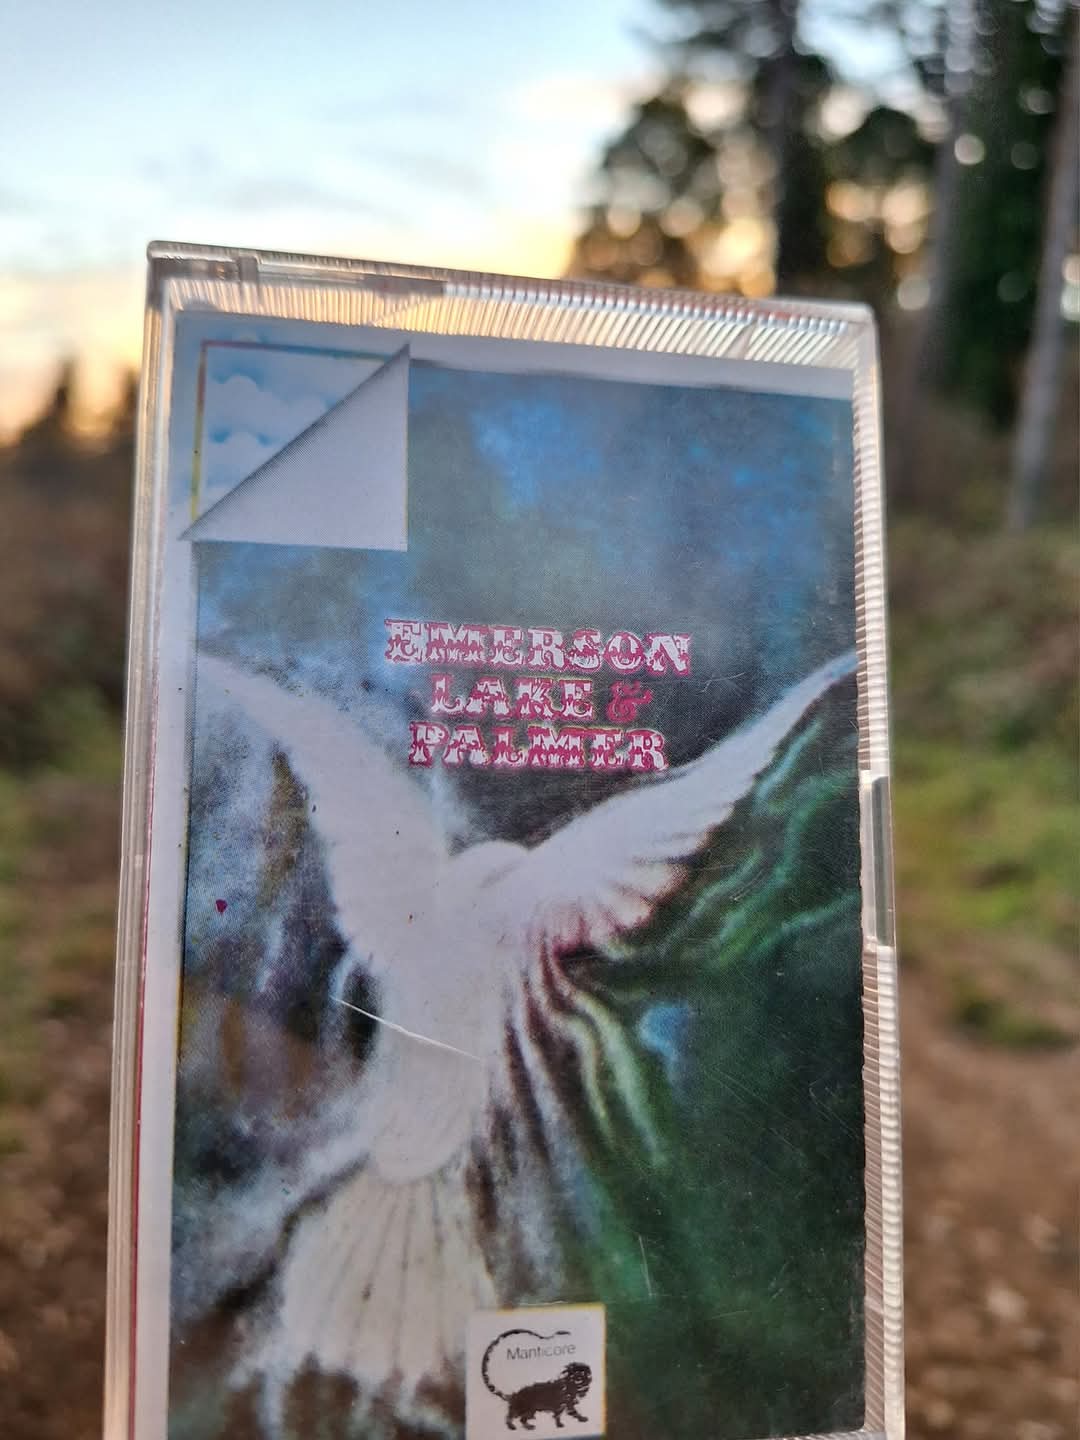 EMERSON
LAKE &
PALMER
Manticore